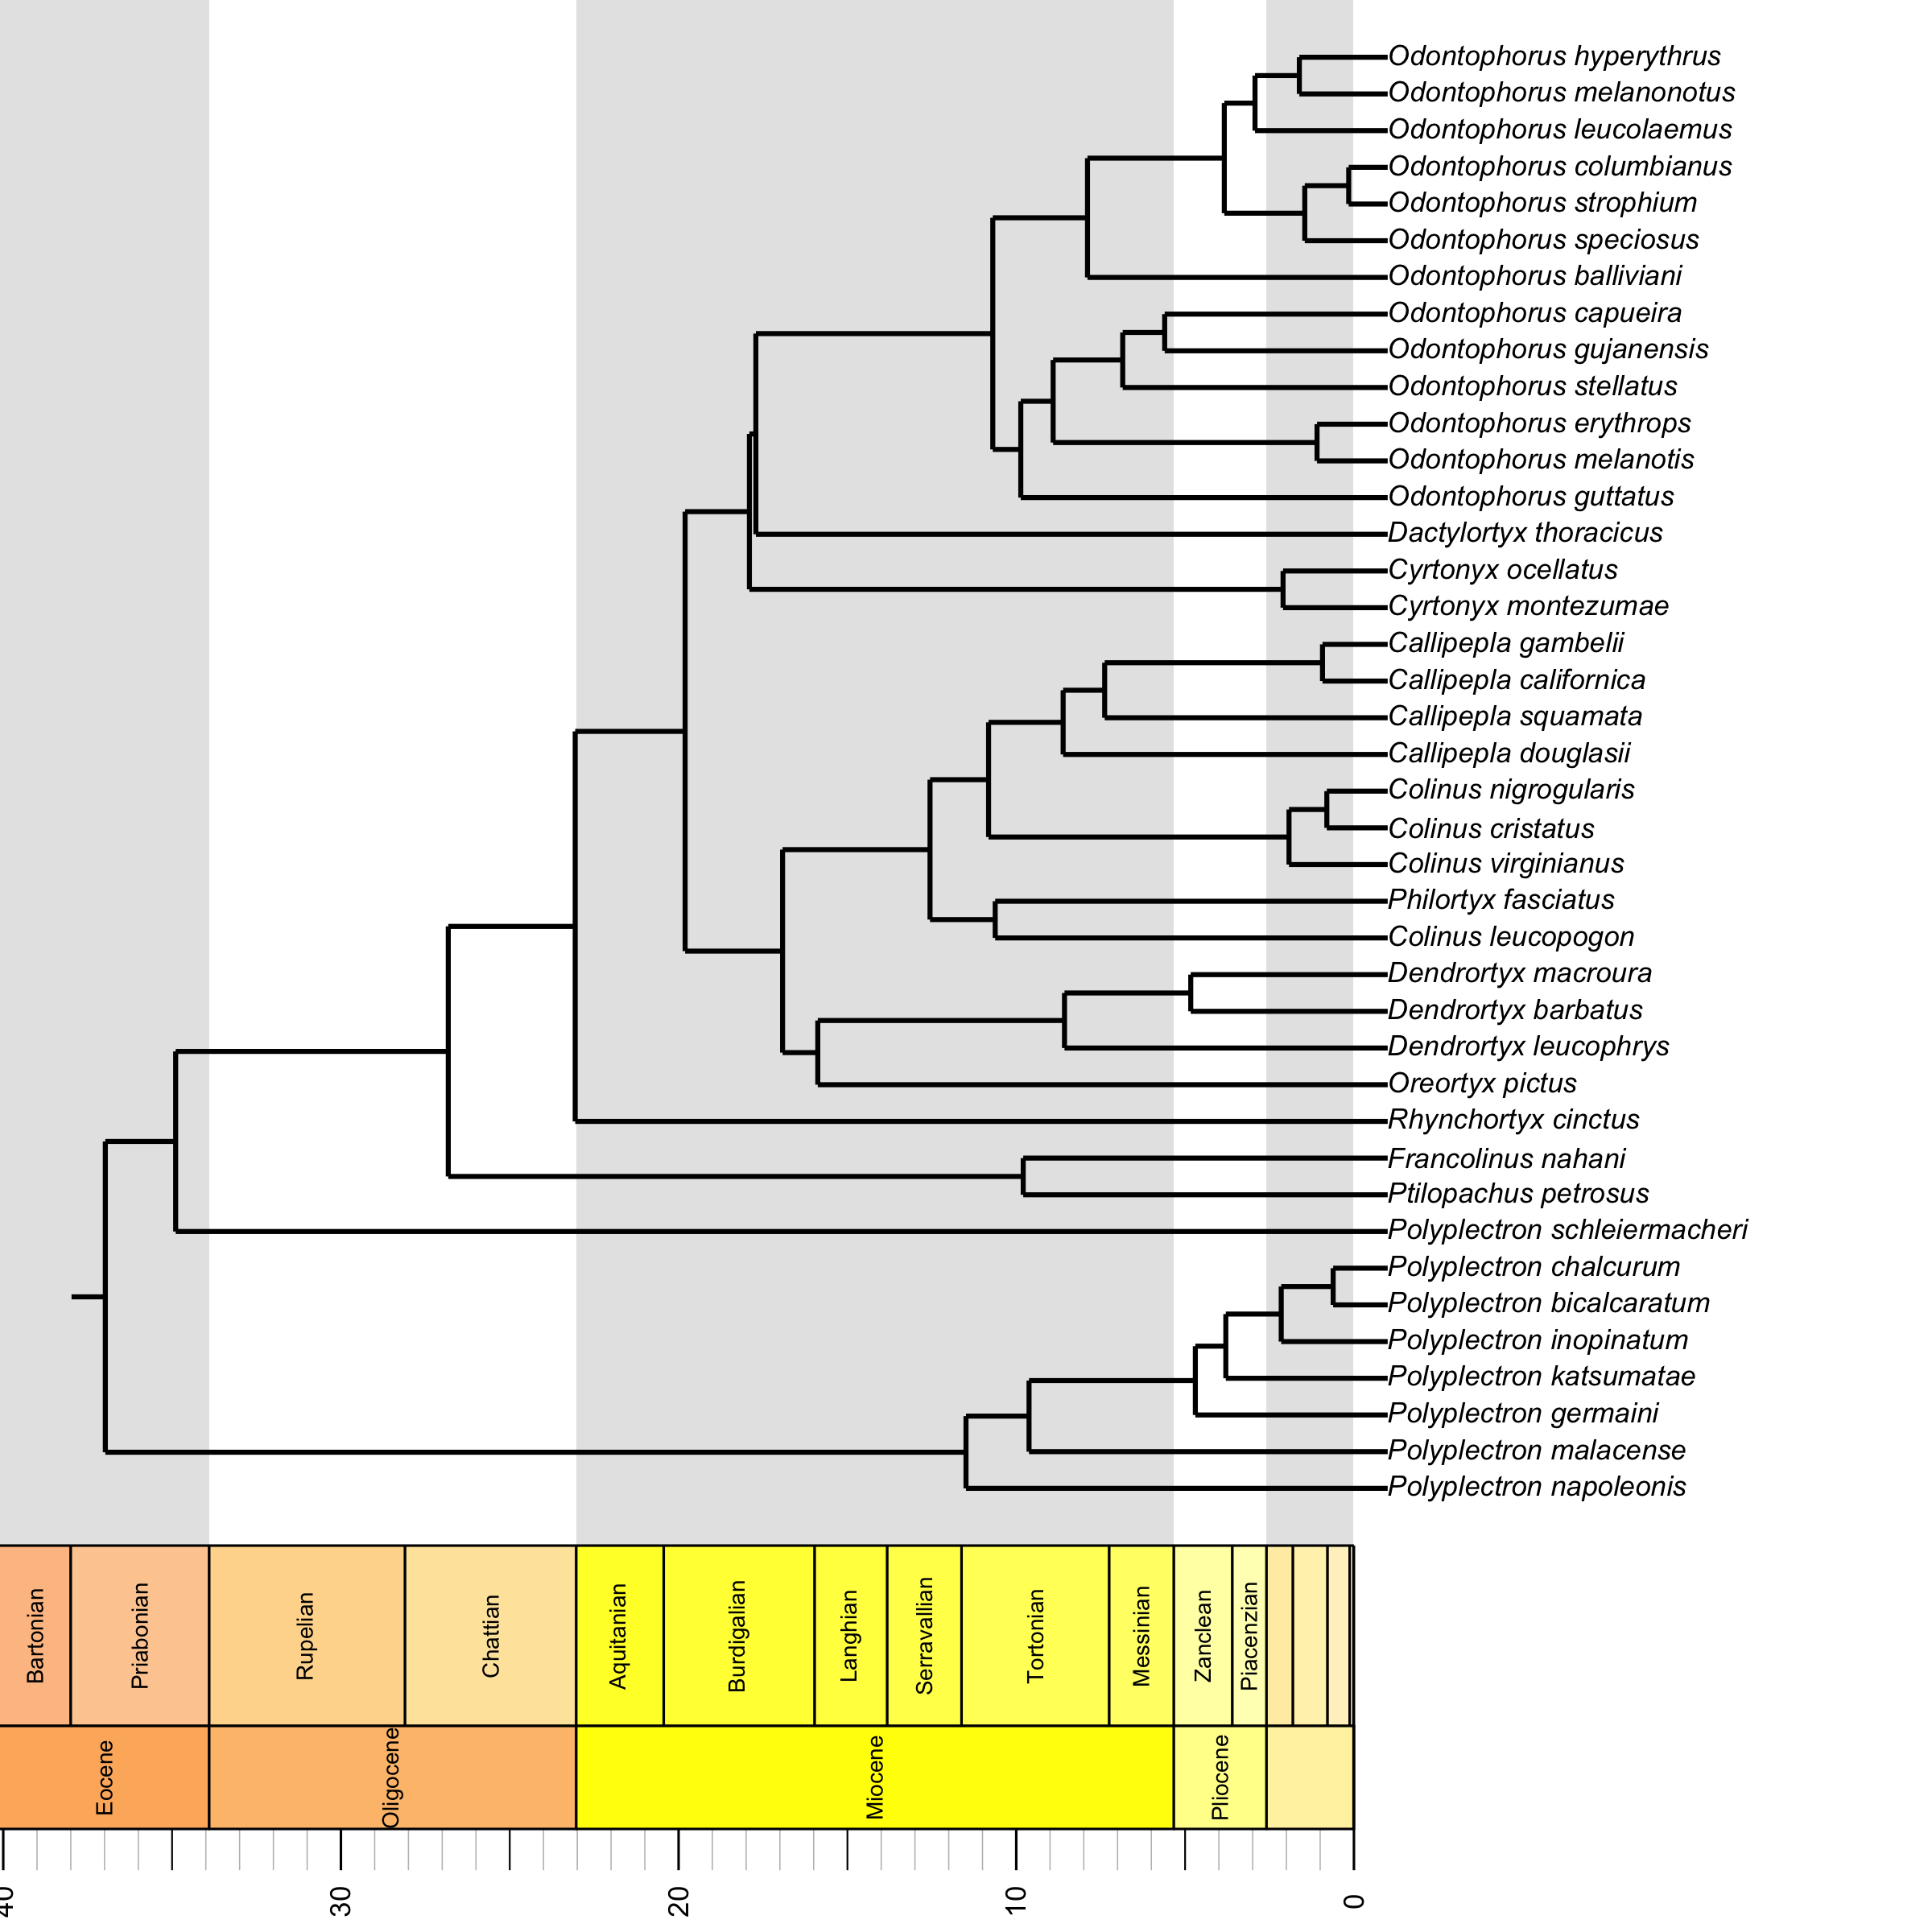 Odontophorus hyperythrus
Odontophorus melanonotus
Odontophorus leucolaemus
Odontophorus columbianus
Odontophorus strophium
Odontophorus speciosus
Odontophorus balliviani
Odontophorus capueira
Odontophorus gujanensis
Odontophorus stellatus
Odontophorus erythrops
Odontophorus melanotis
Odontophorus guttatus
Dactylortyx thoracicus
Cyrtonyx ocellatus
Cyrtonyx montezumae
Callipepla gambelii
Callipepla californica
Callipepla squamata
Callipepla douglasii
Colinus nigrogularis
Colinus cristatus
Colinus virginianus
Philortyx fasciatus
Colinus leucopogon
Dendrortyx macroura
Dendrortyx barbatus
Dendrortyx leucophrys
Oreortyx pictus
Rhynchortyx cinctus
Francolinus nahani
Ptilopachus petrosus
Polyplectron schleiermacheri
Polyplectron chalcurum
Polyplectron bicalcaratum
Polyplectron inopinatum
Polyplectron katsumatae
Polyplectron germaini
Polyplectron malacense
Polyplectron napoleonis
Bartonian
Priabonian
Rupelian
Chattian
Aquitanian
Burdigalian
Langhian
Serravallian
Tortonian
Messinian
Zanclean
Piacenzian
Eocene
Oligocene
Miocene
Pliocene
40
30
20
10
0